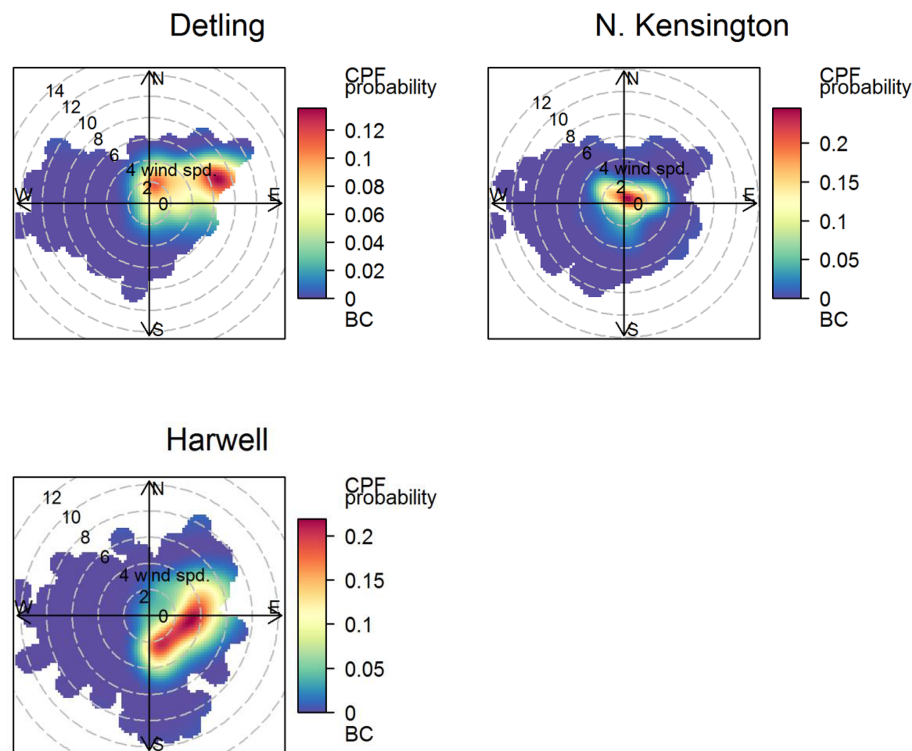 Detling
N
W
E
S
14
12
10
8
6
4 wind spd.
2
0
CPF
probability
0.12
0.1
0.08
0.06
0.04
0.02
0
BC
N. Kensington
N
W
E
S
12
10
8
6
4 wind spd.
2
0
CPF
probability
0.2
0.15
0.1
0.05
0
BC
Harwell
N
W
E
S
12
10
8
6
4 wind spd.
2
0
CPF
probability
0.2
0.15
0.1
0.05
0
BC